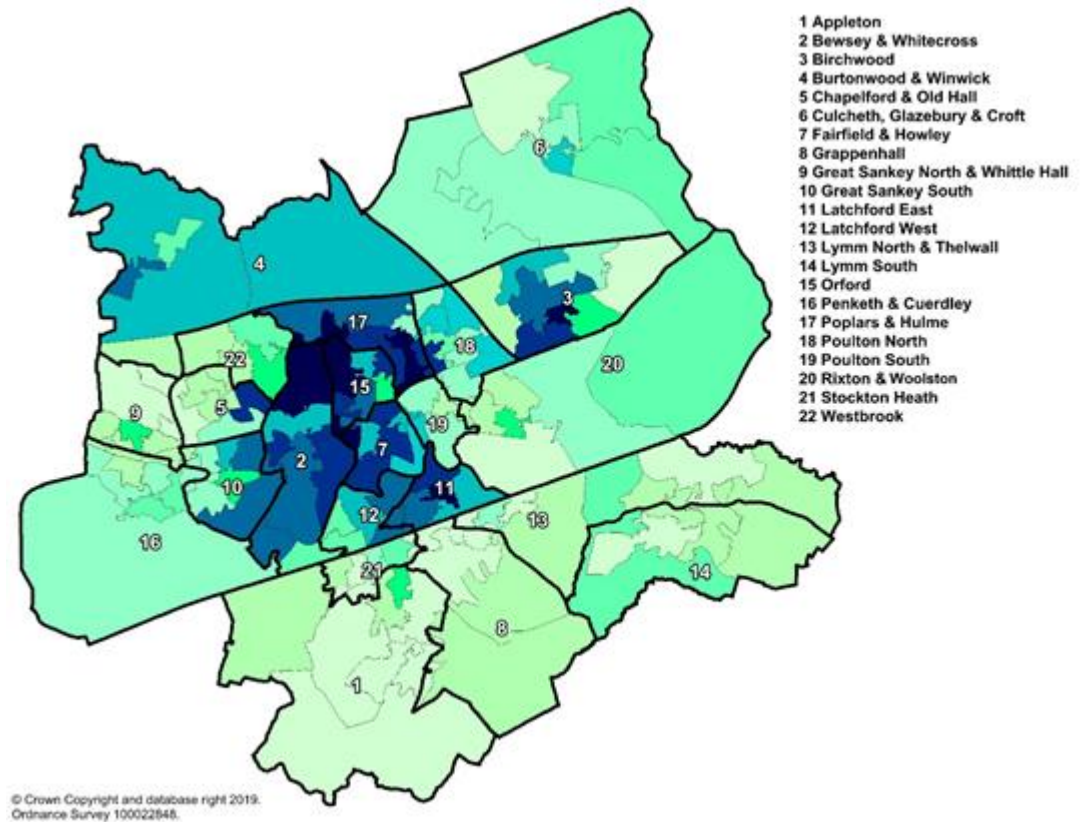 1 Appleton
2 Bewsey & Whitecross
3 Birchwood
4 Burtonwood & Winwick
5 Chapelford & Old Hall
6 Culcheth, Glazebury & Croft
7 Fairfield & Howley
8 Grappenhall
9 Great Sankey North & Whittle Hall
10 Great Sankey South
11 Latchford East
12 Latchford West
13 Lymm North & Thelwall
14 Lymm South
15 Orford
16 Penketh & Cuerdley
17 Poplars & Hulme
18 Poulton North
19 Poulton South
20 Rixton & Woolston
21 Stockton Heath
22 Westbrook
6
4
3
17
18
22
20
15
5
9
19
7
2
10
11
12
13
16
21
14
8
1
© Crown Copyright and database right 2019.
Ordnance Survey 100022848.